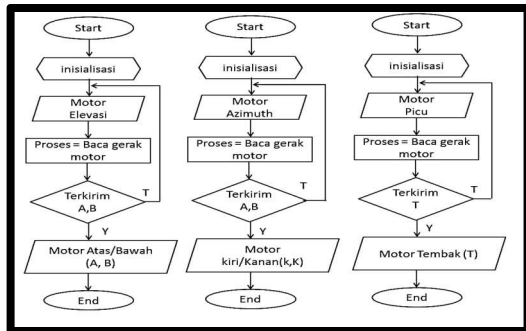 Start
inisialisasi
Motor
Elevasi
Proses = Baca gerak
motor
Terkirim
A,B
T
Y
Motor Atas/Bawah
(A, B)
End
Start
inisialisasi
Motor
Azimuth
Proses = Baca gerak
motor
Terkirim
A,B
T
Y
Motor
kiri/Kanan(k,K)
End
Start
inisialisasi
Motor
Picu
Proses = Baca gerak
motor
Terkirim
T
T
Y
Motor Tembak (T)
End